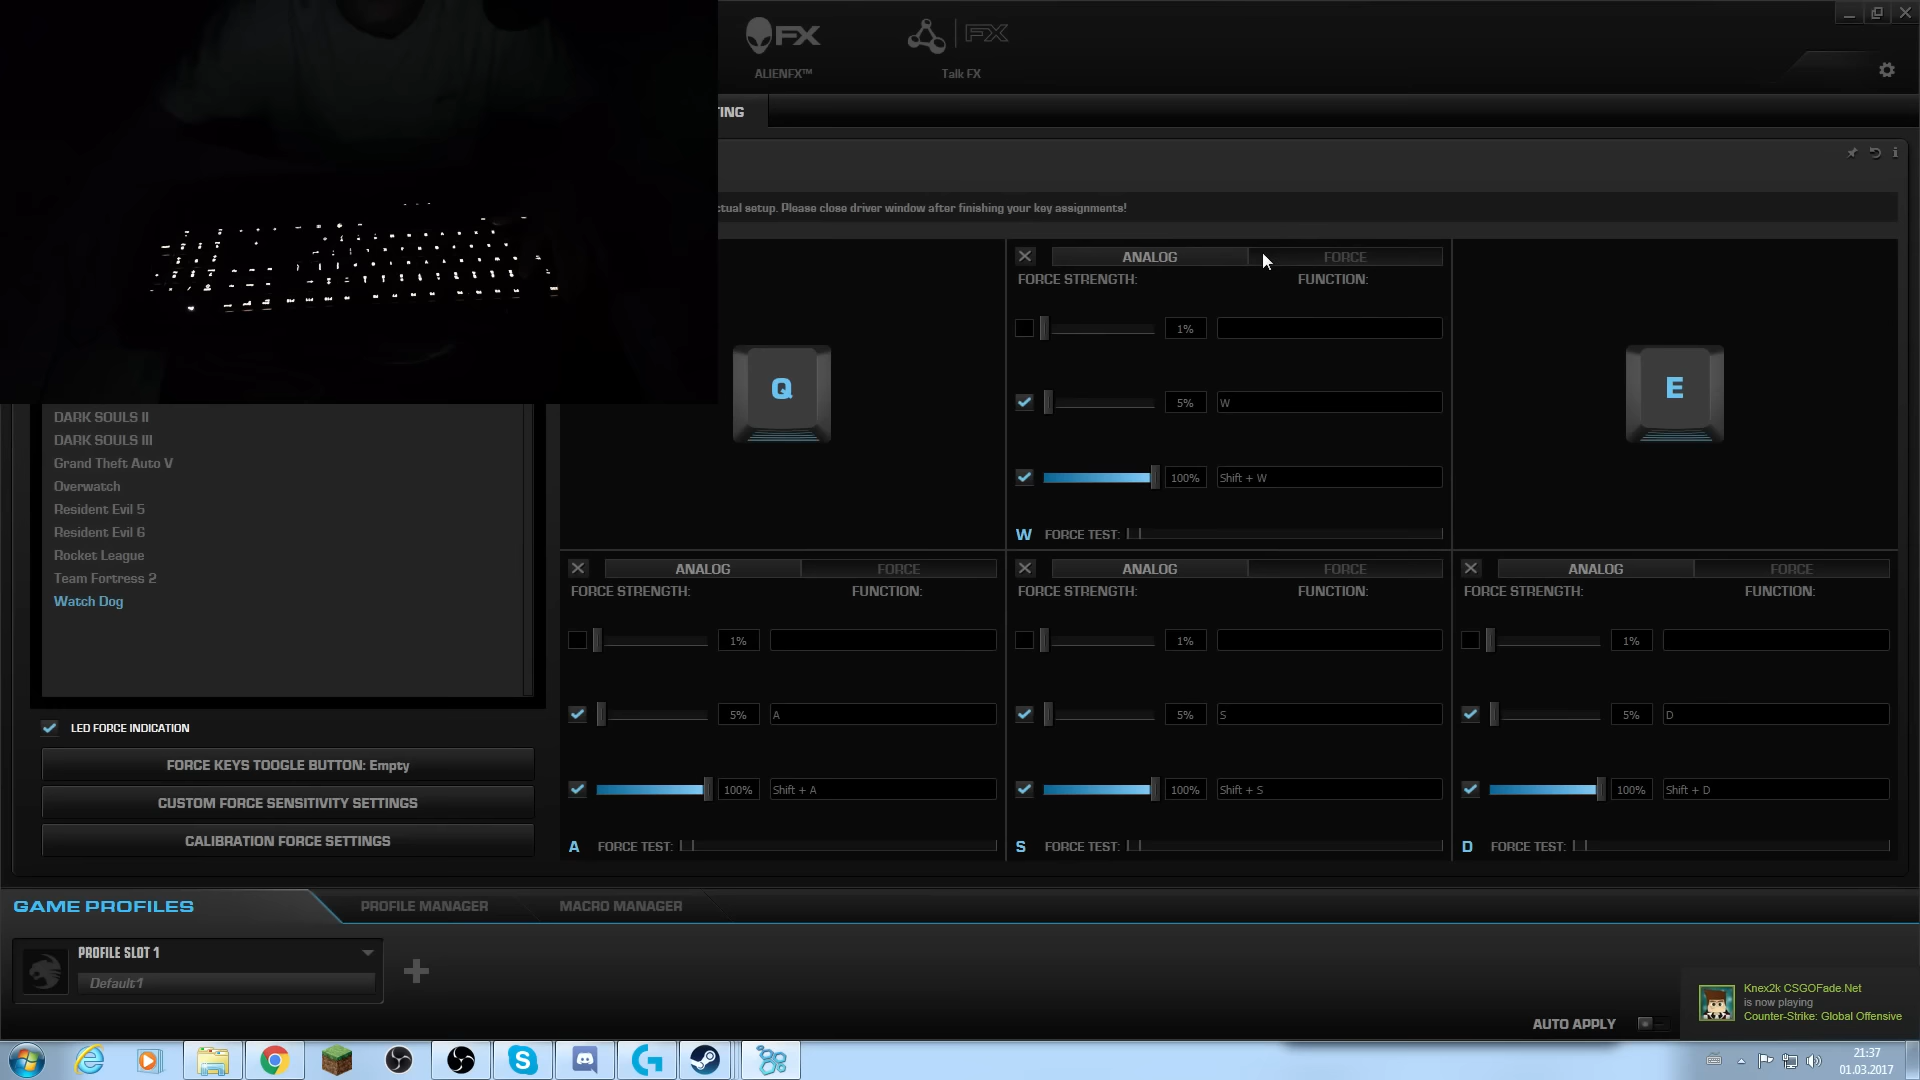 FX
FX
ALIENFX™
Talk FX
TING
ctual setup. Please close driver window after finishing your key assignments!
ANALOG FORCE
FORCE STRENGTH: FUNCTION:
1%
5% W
100% Shift + W
W FORCE TEST:
Q
E
DARK SOULS II
DARK SOULS III
Grand Theft Auto V
Overwatch
Resident Evil 5
Resident Evil 6
Rocket League
Team Fortress 2
Watch Dog
ANALOG FORCE
FORCE STRENGTH: FUNCTION:
1%
5% A
100% Shift + A
A FORCE TEST:
ANALOG FORCE
FORCE STRENGTH: FUNCTION:
1%
5% S
100% Shift + S
S FORCE TEST:
ANALOG FORCE
FORCE STRENGTH: FUNCTION:
1%
5% D
100% Shift + D
D FORCE TEST:
LED FORCE INDICATION
FORCE KEYS TOOGLE BUTTON: Empty
CUSTOM FORCE SENSITIVITY SETTINGS
CALIBRATION FORCE SETTINGS
GAME PROFILES PROFILE MANAGER MACRO MANAGER
PROFILE SLOT 1
Default1
Knex2k CSGOFade.Net
is now playing
Counter-Strike: Global Offensive
AUTO APPLY
21:37
01.03.2017